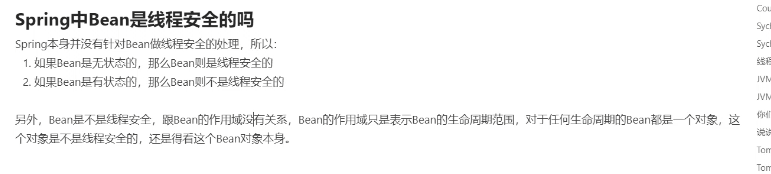 Spring中Bean是线程安全的吗
Spring本身并没有针对Bean做线程安全的处理，所以：
1. 如果Bean是无状态的，那么Bean则是线程安全的
2. 如果Bean是有状态的，那么Bean则不是线程安全的
另外，Bean是不是线程安全，跟Bean的作用域没有关系，Bean的作用域只是表示Bean的生命周期范围，对于任何生命周期的Bean都是一个对象，这
个对象是不是线程安全的，还是得看这个Bean对象本身。
Cou
Sycl
Sycl
线程
JVM
JVM
你们
说说
Tom
Tom